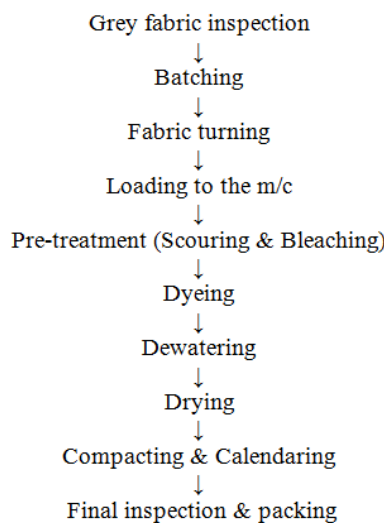 Grey fabric inspection
↓
Batching
↓
Fabric turning
↓
Loading to the m/c
↓
Pre-treatment (Scouring & Bleaching)
↓
Dyeing
↓
Dewatering
↓
Drying
↓
Compacting & Calendaring
↓
Final inspection & packing